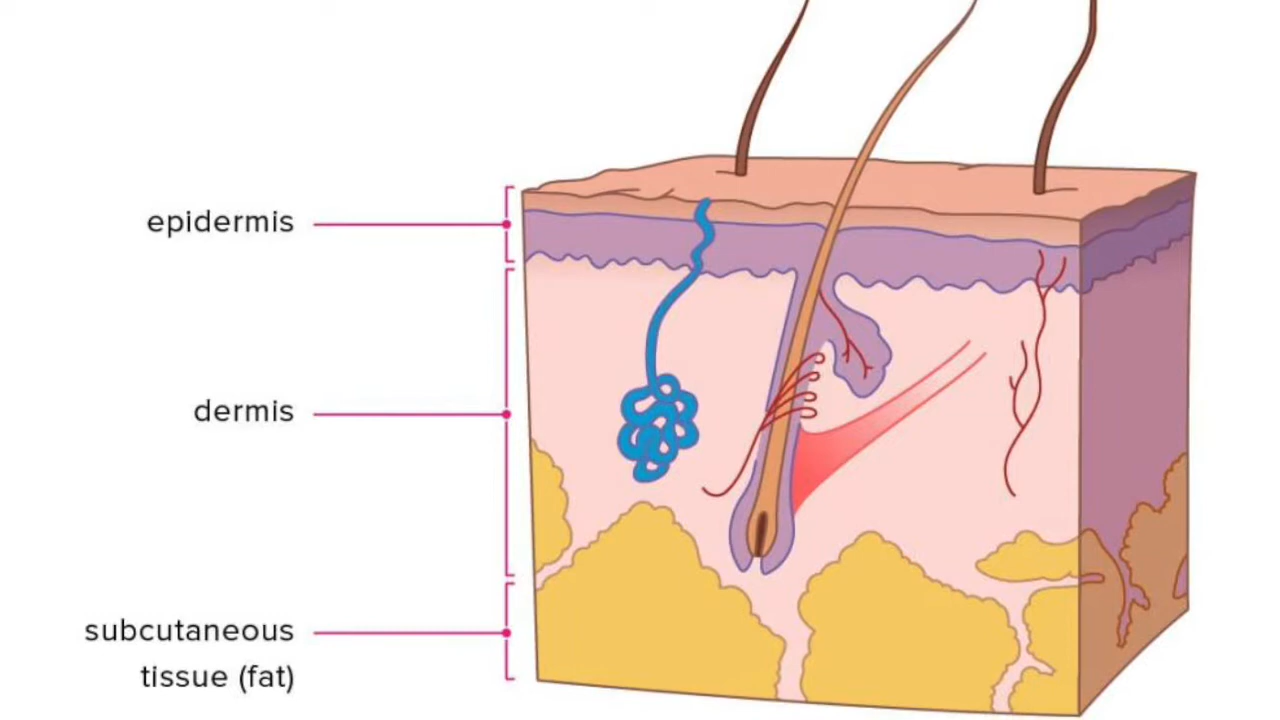 epidermis
dermis
subcutaneous
tissue (fat)